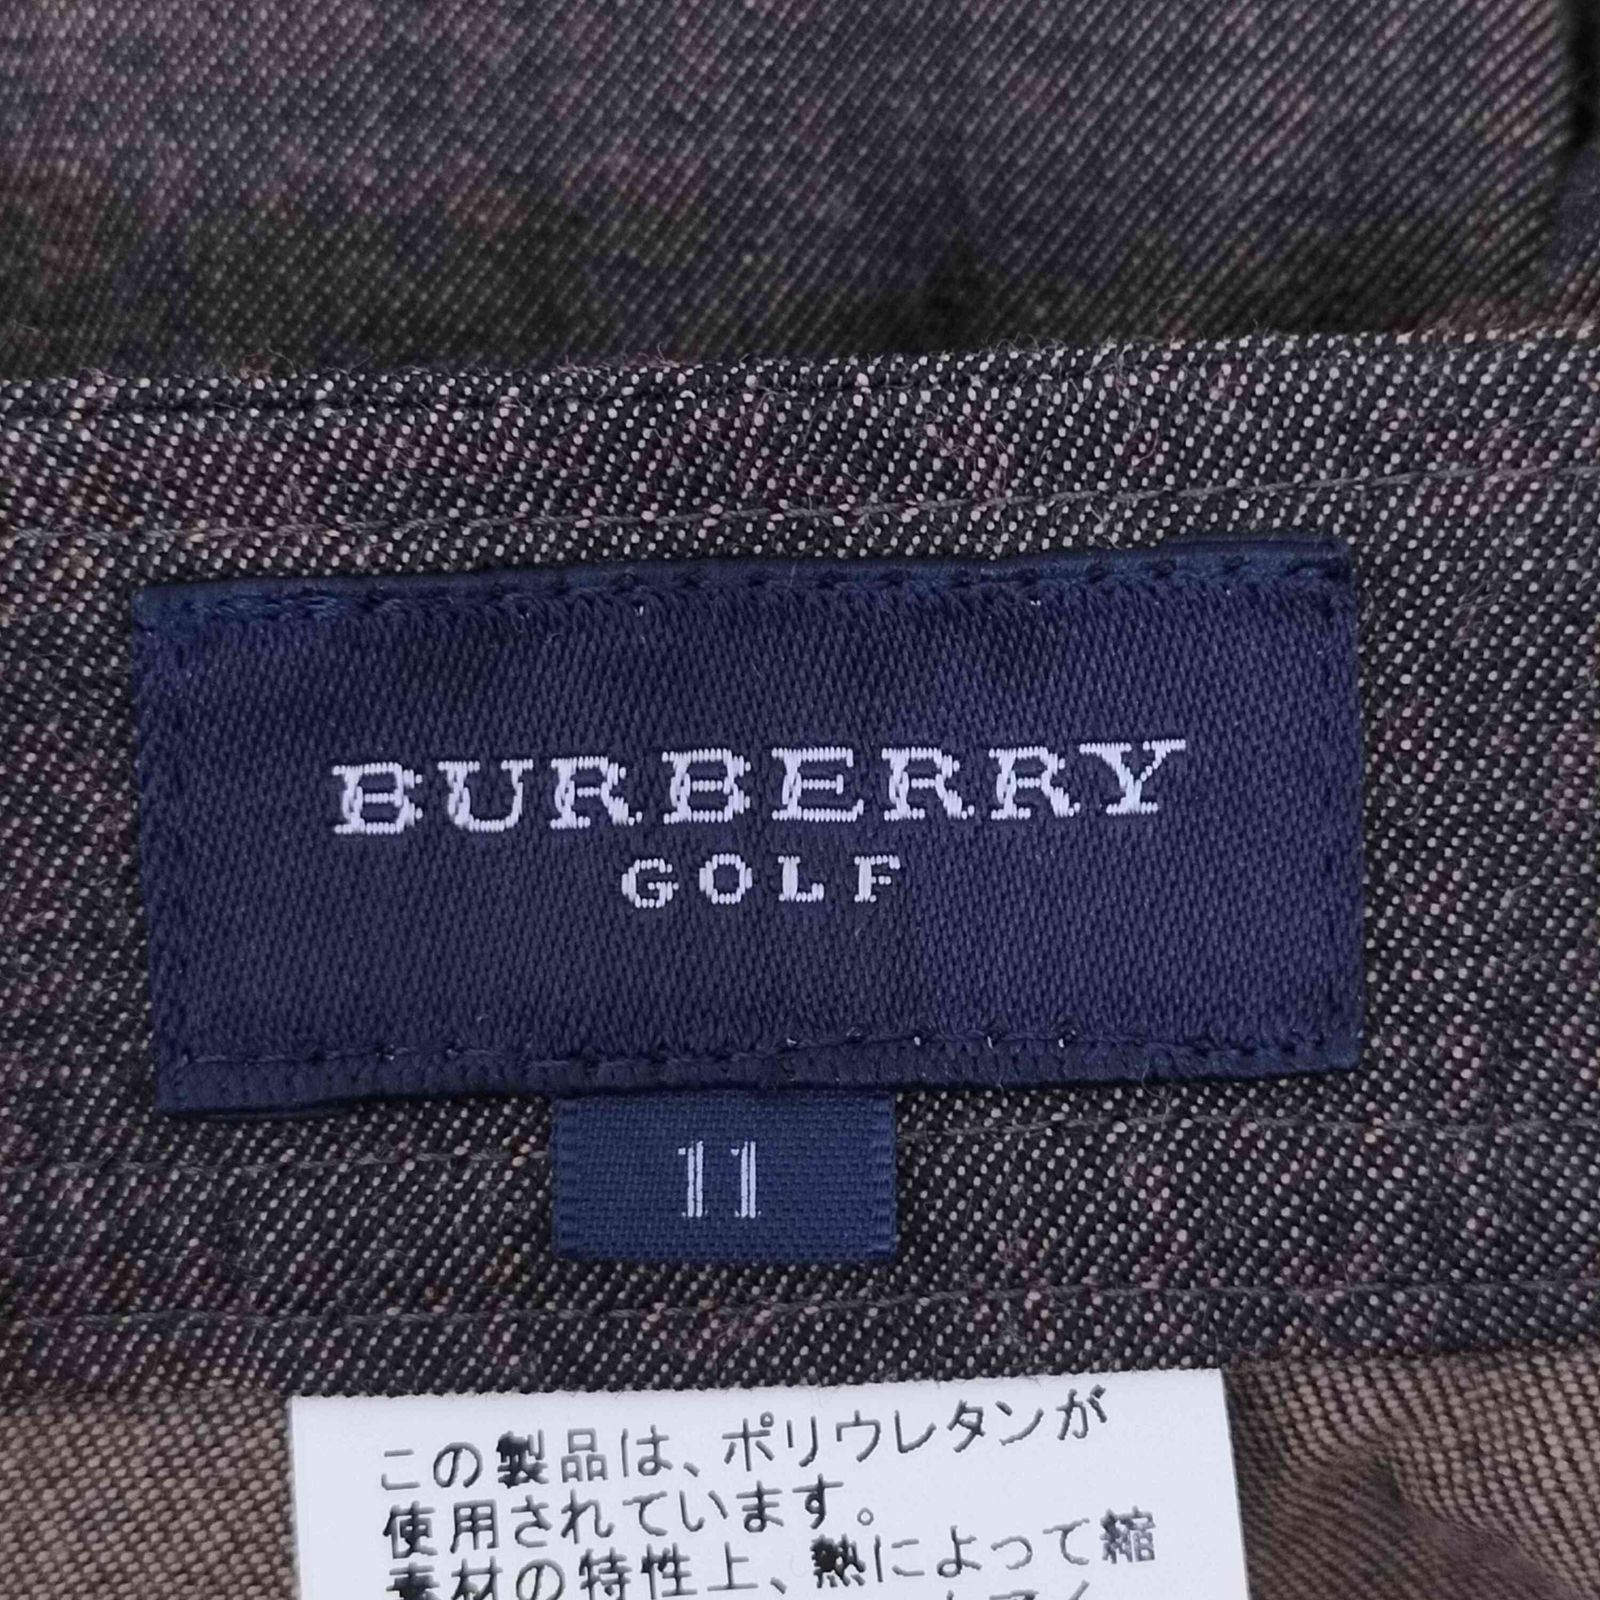 BURBERRY
GOLF
11
この製品は、ポリウレタンが
使用されています。
素材の特性上、熱によって縮